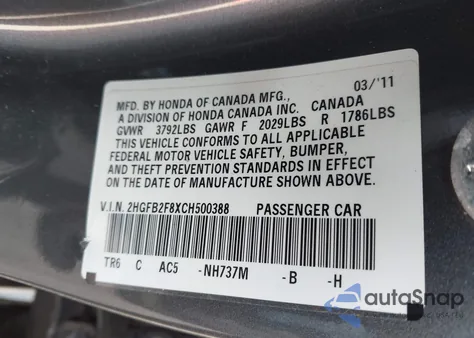 03/'11
MFD. BY HONDA OF CANADA MFG.,
A DIVISION OF HONDA CANADA INC. CANADA
GVWR 3792LBS GAWR F 2029LBS R 1786LBS
THIS VEHICLE CONFORMS TO ALL APPLICABLE
FEDERAL MOTOR VEHICLE SAFETY, BUMPER,
AND THEFT PREVENTION STANDARDS IN EFFECT ON
THE DATE OF MANUFACTURE SHOWN ABOVE.
V.I.N. 2HGFB2F8XCH500388 PASSENGER CAR
TR6 C AC5 -NH737M -B -H
autoSnap